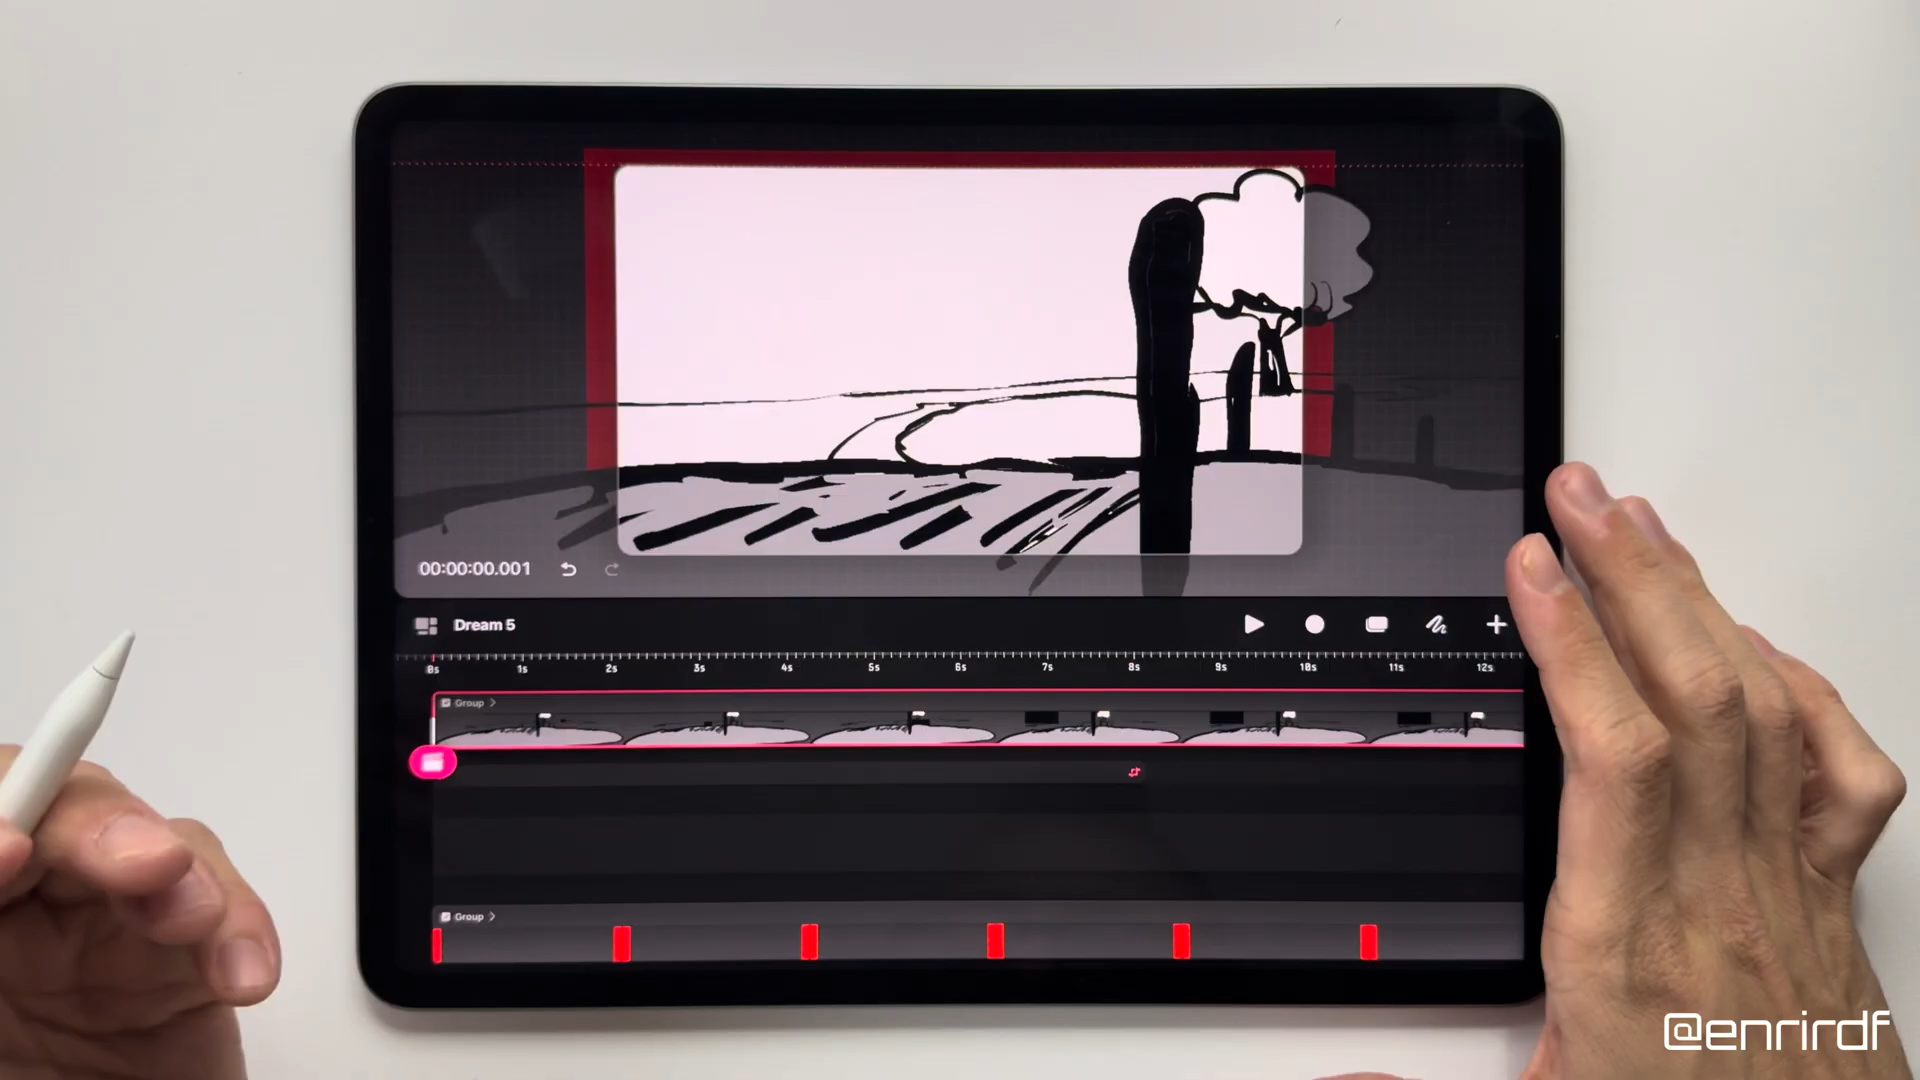 00:00:00.001
Dream 5
0s 1s 2s 3s 4s 5s 6s 7s 8s 9s 10s 11s 12s
Group >
Group >
@enrirdf